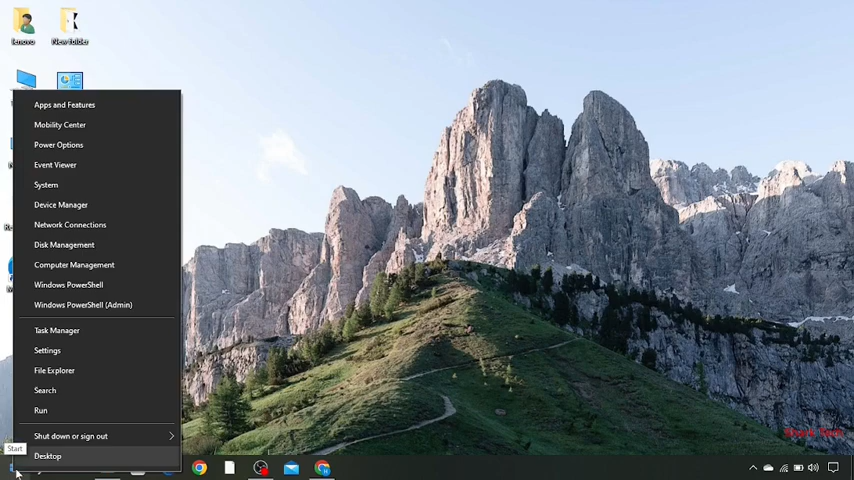 lenovo
New folder
Apps and Features
Mobility Center
Power Options
Event Viewer
System
Device Manager
Network Connections
Disk Management
Computer Management
Windows PowerShell
Windows PowerShell (Admin)
Task Manager
Settings
File Explorer
Search
Run
Shut down or sign out
Desktop
Start